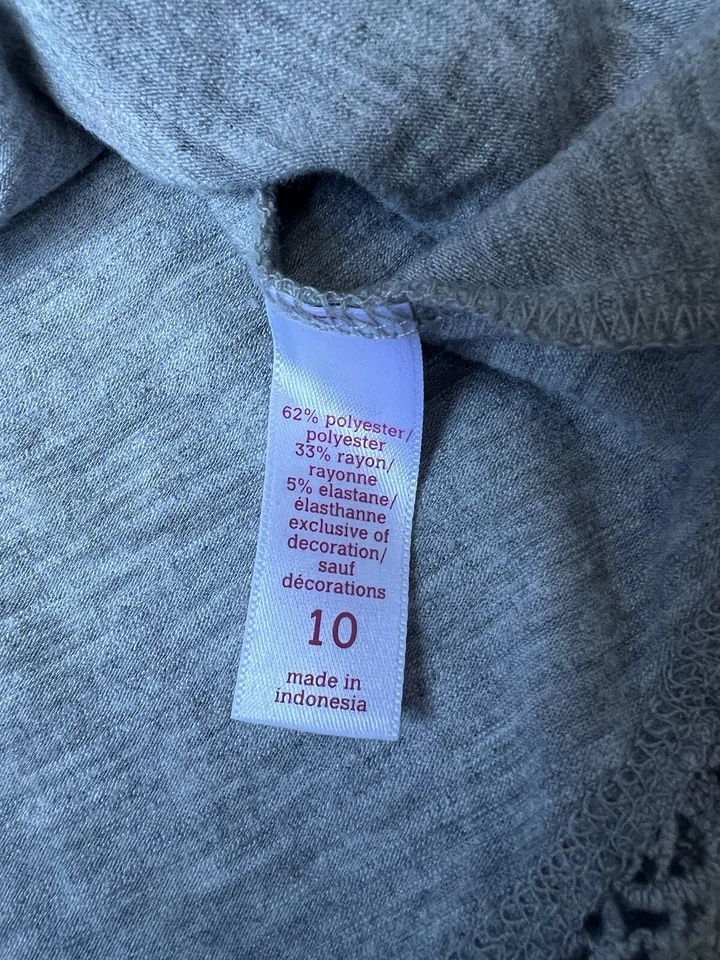 62% polyester/
polyester
33% rayon/
rayonne
5% elastane/
élasthanne
exclusive of
decoration/
sauf
décorations
10
made in
indonesia